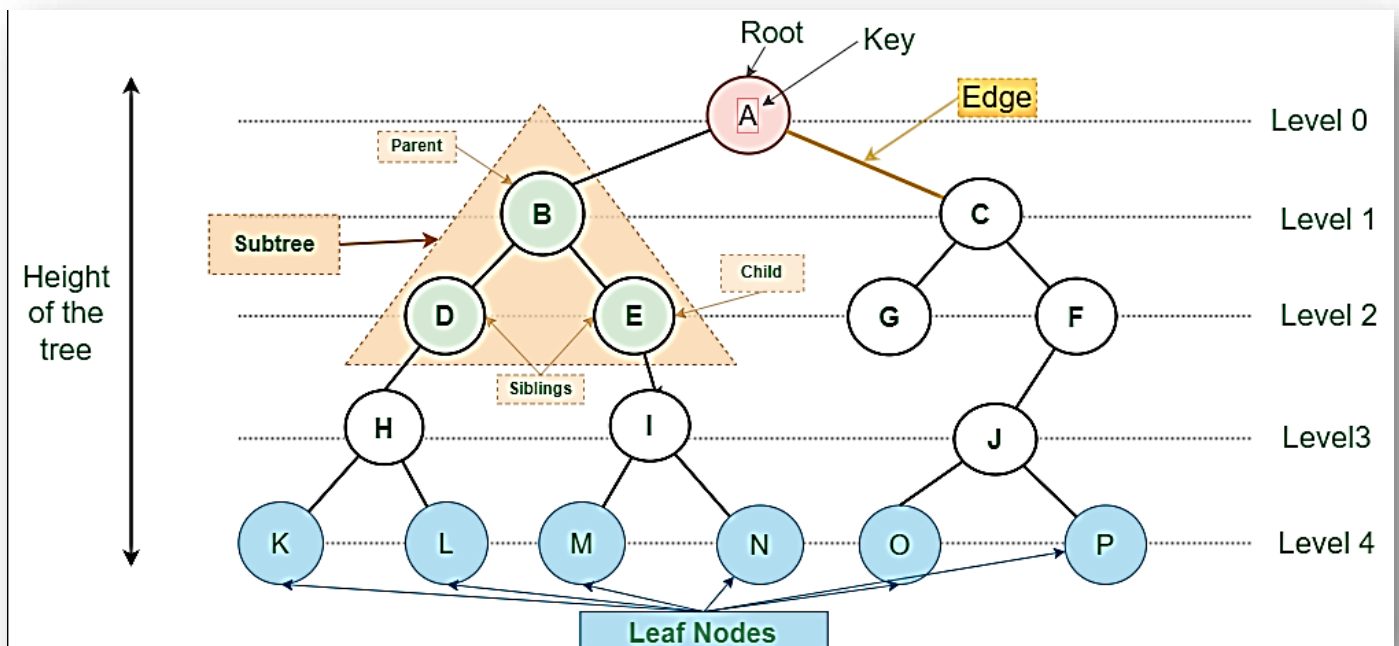 Root
Key
A
Edge
Level 0
Parent
B
C
Level 1
Subtree
Child
Height
of the
tree
D
E
G
F
Level 2
Siblings
H
I
J
Level3
K
L
M
N
O
P
Level 4
Leaf Nodes